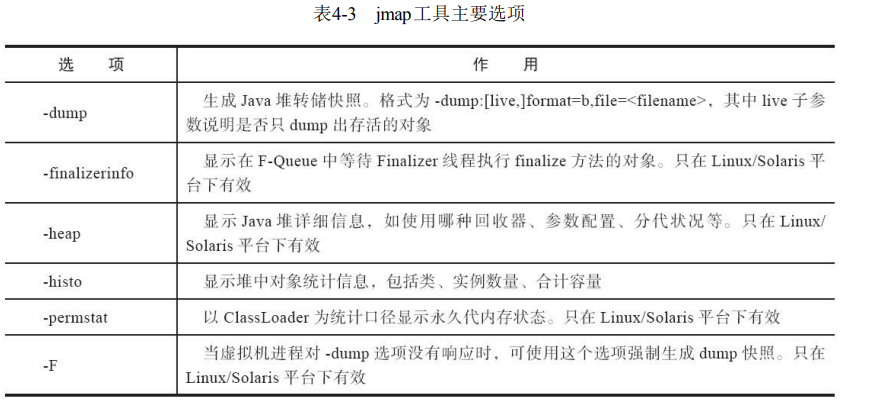 表4-3 jmap工具主要选项
选 项
作 用
-dump
生成 Java 堆转储快照。格式为 -dump:[live,]format=b,file=<filename>，其中 live 子参
数说明是否只 dump 出存活的对象
-finalizerinfo
显示在 F-Queue 中等待 Finalizer 线程执行 finalize 方法的对象。只在 Linux/Solaris 平
台下有效
-heap
显示 Java 堆详细信息，如使用哪种回收器、参数配置、分代状况等。只在 Linux/
Solaris 平台下有效
-histo
显示堆中对象统计信息，包括类、实例数量、合计容量
-permstat
以 ClassLoader 为统计口径显示永久代内存状态。只在 Linux/Solaris 平台下有效
-F
当虚拟机进程对 -dump 选项没有响应时，可使用这个选项强制生成 dump 快照。只在
Linux/Solaris 平台下有效